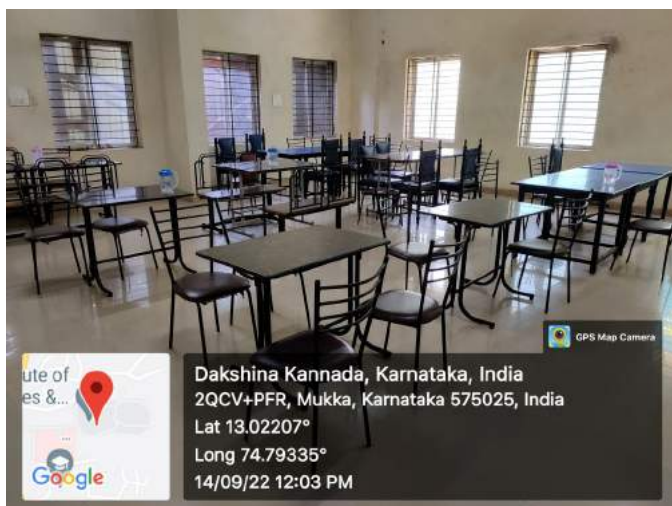 GPS Map Camera
ute of
es &...
Google
Dakshina Kannada, Karnataka, India
2QCV+PFR, Mukka, Karnataka 575025, India
Lat 13.02207°
Long 74.79335°
14/09/22 12:03 PM